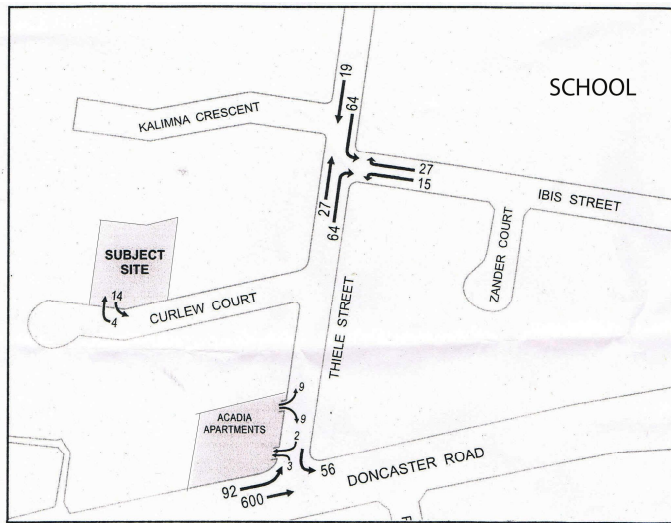 19
SCHOOL
64
KALIMNA CRESCENT
27
15
IBIS STREET
27
64
ZANDER COURT
SUBJECT
SITE
14
4
CURLEW COURT
THIELE STREET
9
ACADIA
APARTMENTS
9
2
3
56
DONCASTER ROAD
92
600